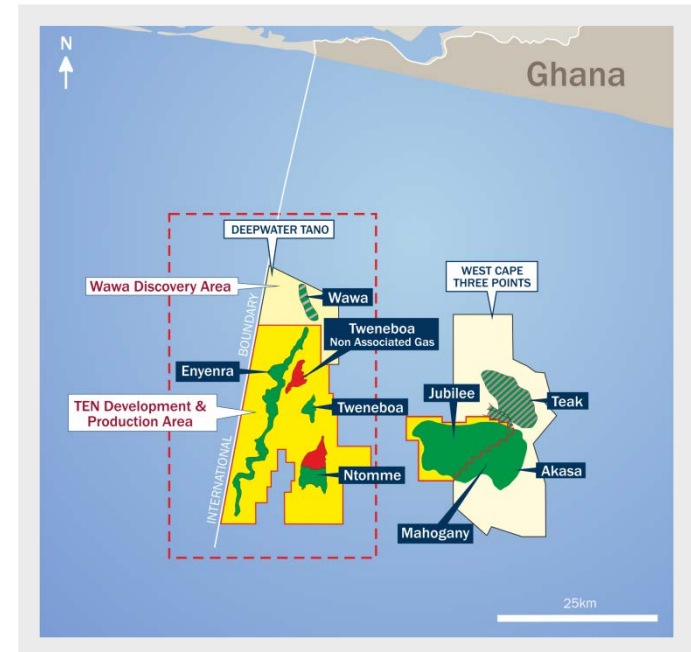 N
Ghana
DEEPWATER TANO
WEST CAPE
THREE POINTS
Wawa Discovery Area
Wawa
INTERNATIONAL BOUNDARY
Tweneboa
Non Associated Gas
Enyenra
Jubilee
Teak
TEN Development &
Production Area
Tweneboa
Ntomme
Akasa
Mahogany
25km